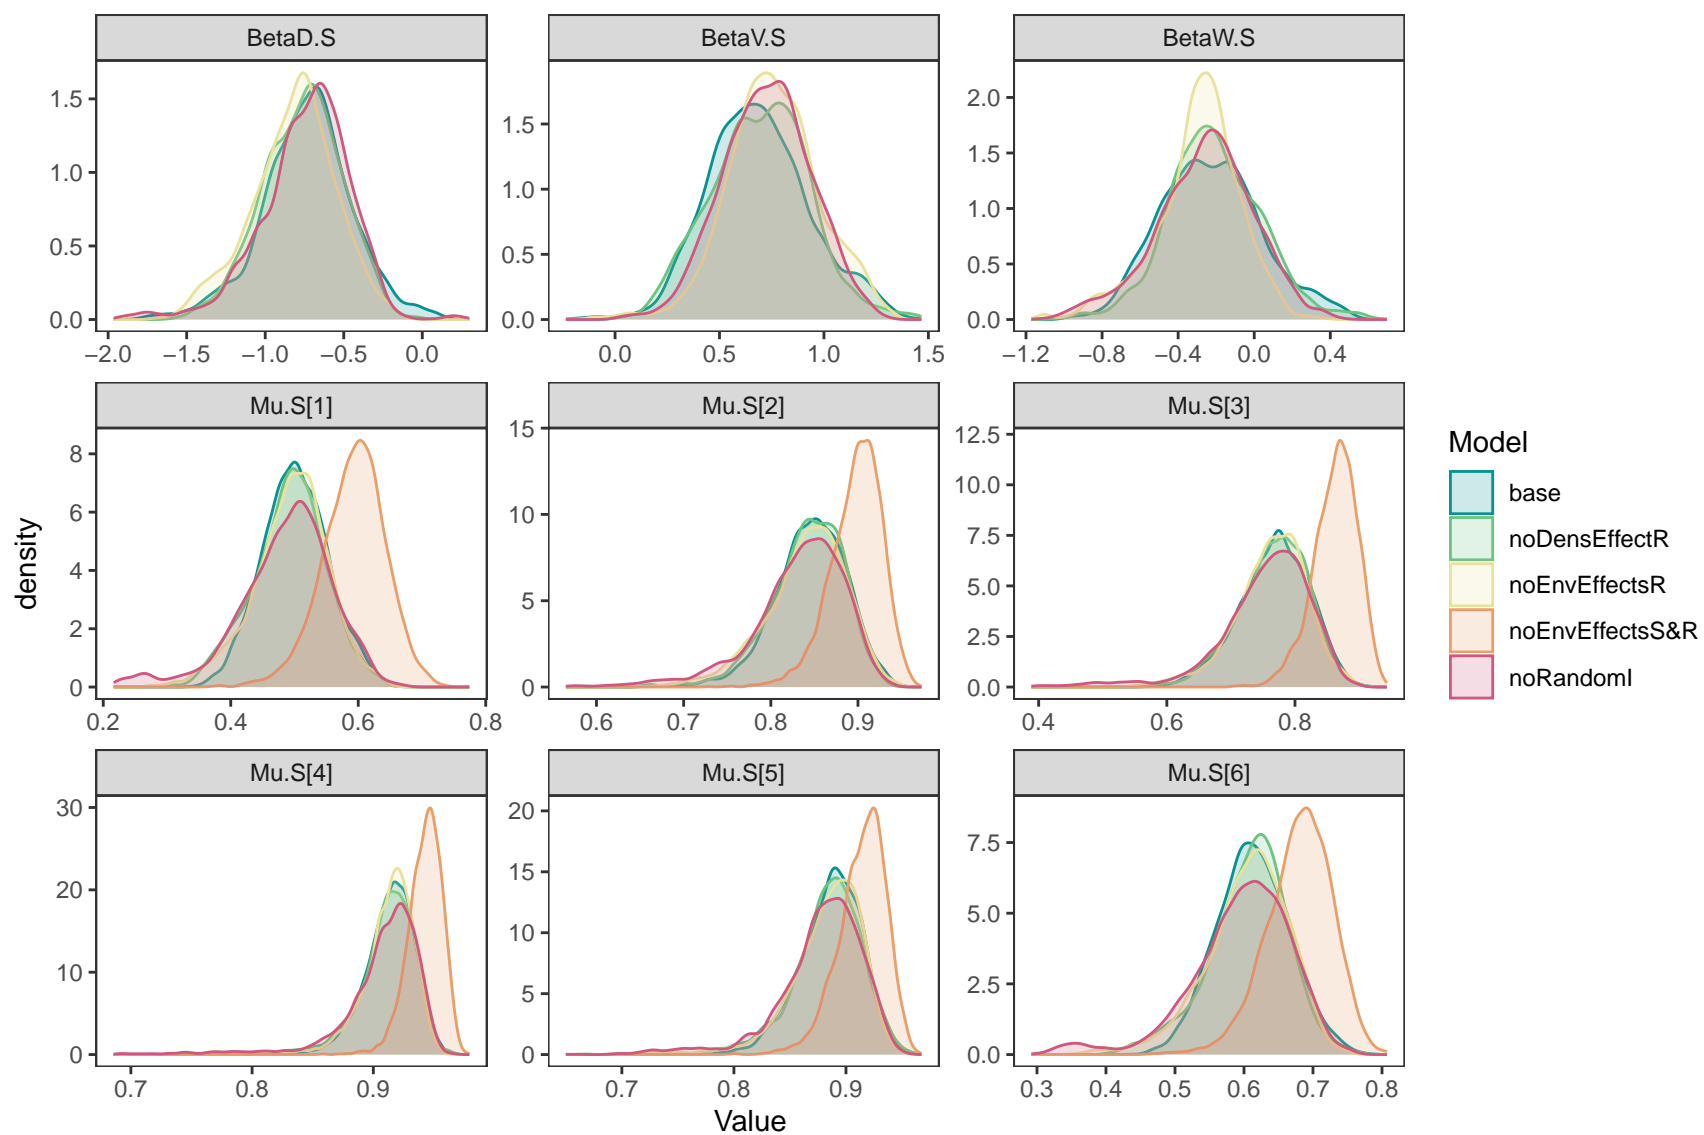 BetaD.S BetaV.S BetaW.S
1.5 1.0 0.5 0.0
1.5 1.0 0.5 0.0
2.0 1.5 1.0 0.5 0.0
−2.0 −1.5 −1.0 −0.5 0.0
0.0 0.5 1.0 1.5
−1.2 −0.8 −0.4 0.0 0.4
Mu.S[1] Mu.S[2] Mu.S[3]
8 6 4 2 0
15 10 5 0
12.5 10.0 7.5 5.0 2.5 0.0
0.2 0.4 0.6 0.8
0.6 0.7 0.8 0.9
0.4 0.6 0.8
Mu.S[4] Mu.S[5] Mu.S[6]
30 20 10 0
20 15 10 5 0
7.5 5.0 2.5 0.0
0.7 0.8 0.9
0.7 0.8 0.9
0.3 0.4 0.5 0.6 0.7 0.8
density
Value
Model
base
noDensEffectR
noEnvEffectsR
noEnvEffectsS&R
noRandomI